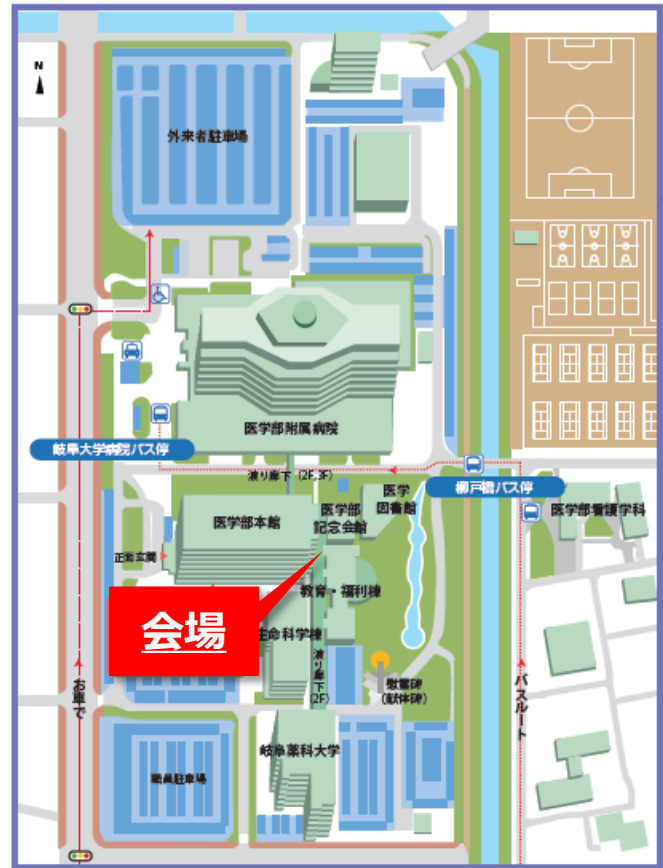 N
外来者駐車場
医学部附属病院
岐阜大学病院バス停
渡り廊下 (2F,3F)
医学
図書館
柳戸橋バス停
医学部本館
医学部
記念会館
医学部看護学科
正面玄関
教育・福利棟
会場
生命科学棟
渡り廊下
(2F)
慰霊碑
(献体碑)
お車で
バスルート
岐阜薬科大学
職員駐車場